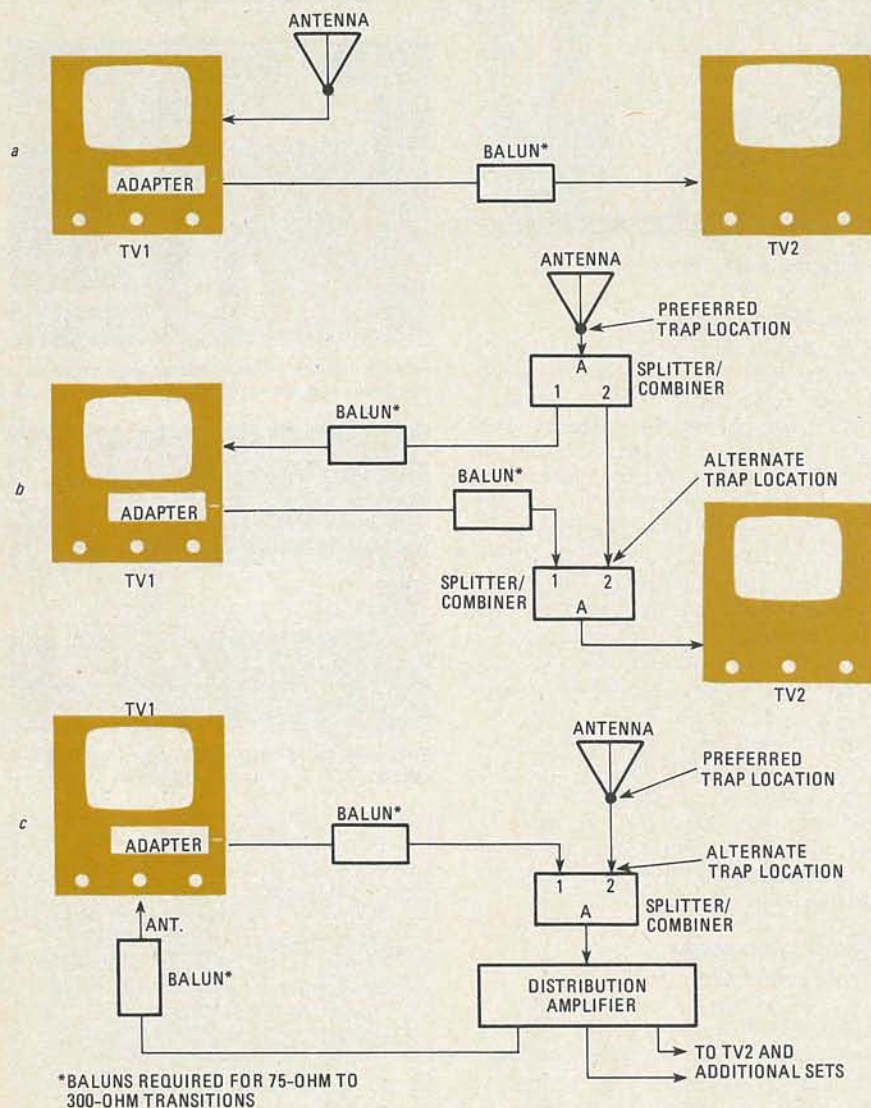 ANTENNA
a
ADAPTER
TV1
BALUN*
TV2
ANTENNA
PREFERRED
TRAP LOCATION
A
1 2
SPLITTER/
COMBINER
BALUN*
BALUN*
ALTERNATE
TRAP LOCATION
b
ADAPTER
TV1
1 2
A
SPLITTER/
COMBINER
TV2
TV1
ANTENNA
PREFERRED
TRAP LOCATION
c
ADAPTER
BALUN*
ALTERNATE
TRAP LOCATION
1 2
A
SPLITTER/
COMBINER
ANT.
BALUN*
DISTRIBUTION
AMPLIFIER
TO TV2 AND
ADDITIONAL SETS
*BALUNS REQUIRED FOR 75-OHM TO
300-OHM TRANSITIONS